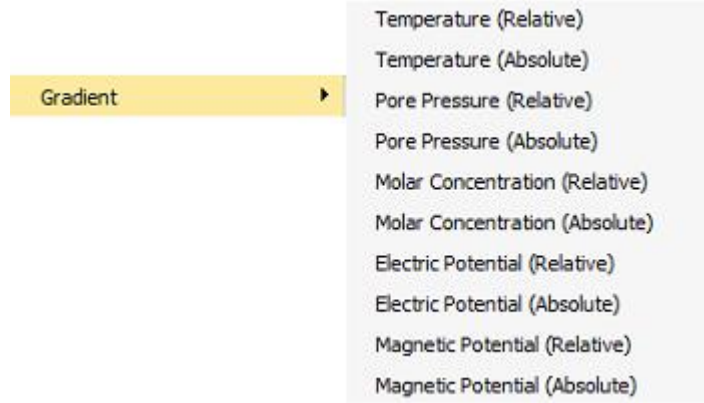 Gradient
Temperature (Relative)
Temperature (Absolute)
Pore Pressure (Relative)
Pore Pressure (Absolute)
Molar Concentration (Relative)
Molar Concentration (Absolute)
Electric Potential (Relative)
Electric Potential (Absolute)
Magnetic Potential (Relative)
Magnetic Potential (Absolute)